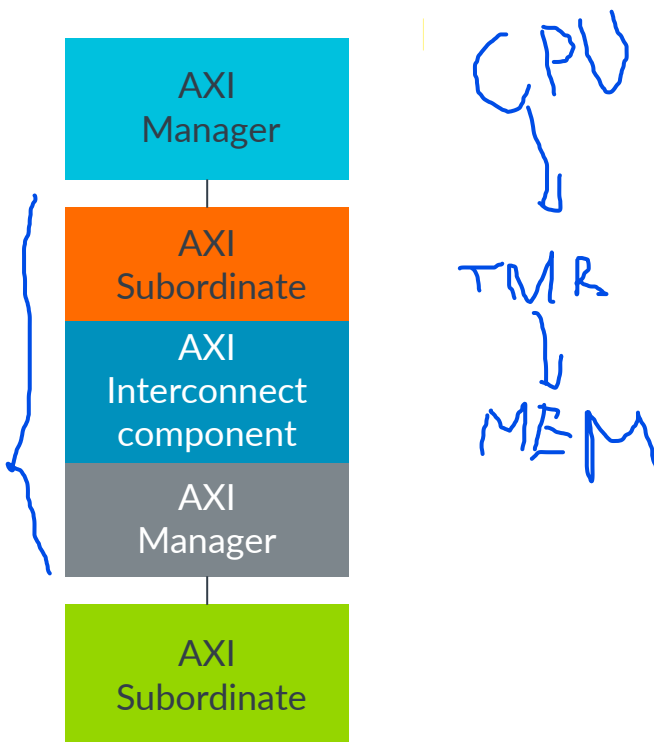 AXI
Manager
AXI
Subordinate
AXI
Interconnect
component
AXI
Manager
AXI
Subordinate
CPU
TMR
MEM